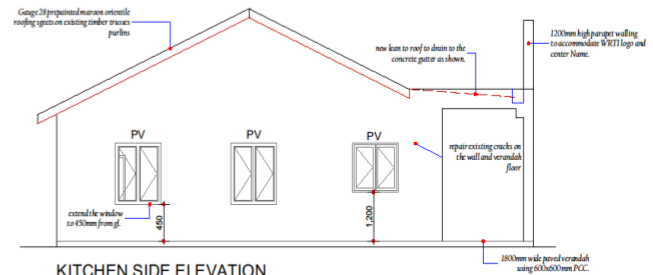 Gauge 28 prepainted maroon orientile
roofing sgeets on existing timber trusses
purlins
new lean to roof to drain to the
concrete gutter as shown.
1200mm high parapet walling
to accommodate WRTI logo and
center Name.
PV
PV
PV
repair existing cracks on
the wall and verandah
floor
extend the window
to 450mm from gl.
450
1,200
1800mm wide paved verandah
using 600x600mm PCC.
KITCHEN SIDE ELEVATION